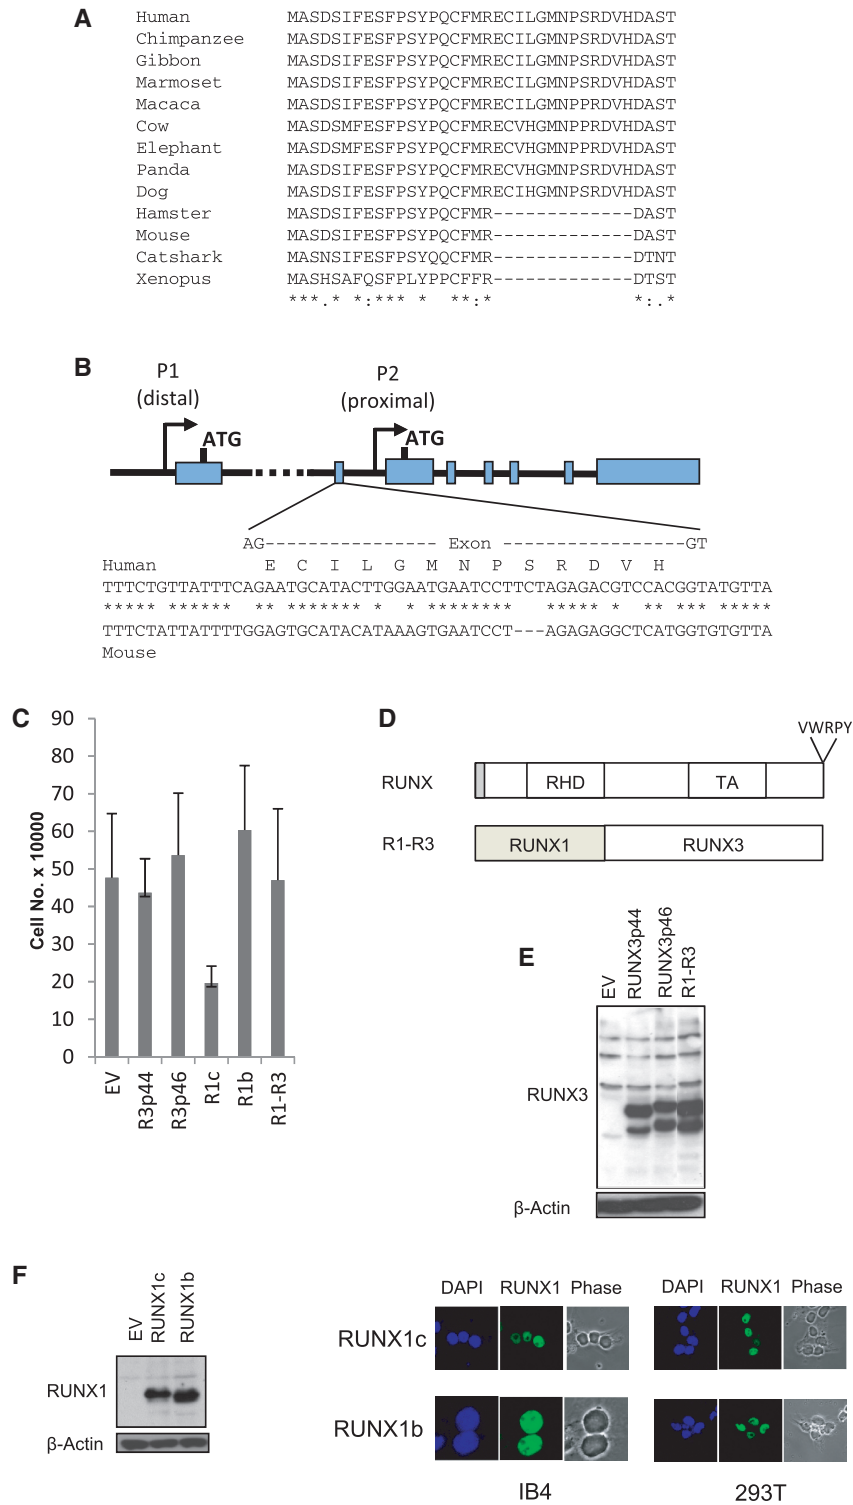 A
Human MASDSIFESFPSYPQCFMRECILGMNPSRDVHDAST
Chimpanzee MASDSIFESFPSYPQCFMRECILGMNPSRDVHDAST
Gibbon MASDSIFESFPSYPQCFMRECILGMNPSRDVHDAST
Marmoset MASDSIFESFPSYPQCFMRECILGMNPSRDVHDAST
Macaca MASDSIFESFPSYPQCFMRECILGMNPPRDVHDAST
Cow MASDSMFESFPSYPQCFMRECVHGMNPPRDVHDAST
Elephant MASDSMFESFPSYPQCFMRECVHGMNPPRDVHDAST
Panda MASDSIFESFPSYPQCFMRECVHGMNPSRDVHDAST
Dog MASDSIFESFPSYPQCFMRECIHGMNPSRDVHDAST
Hamster MASDSIFESFPSYPQCFMR-------------DAST
Mouse MASDSIFESFPSYPQCFMR-------------DAST
Catshark MASNSIFESFPSYQQCFMR-------------DTNT
Xenopus MASHSAFQSFPLYPPCFFR-------------DTST
***.* *:*** *  **:*             *:.*
B
P1 (distal)
P2 (proximal)
ATG
ATG
AG---------------- Exon -----------------GT
Human E C I L G M N P S R D V H
TTTCTGTTATTTCAGAATGCATACTTGGAATGAATCCTTCTAGAGACGTCCACGGTATGTTA
***** ******  ** ******* *  * ********   ***** * ** *** ******
TTTCTATTATTTTGGAGTGCATACATAAAGTGAATCCT---AGAGAGGCTCATGGTGTGTTA
Mouse
C
Cell No. x 10000
90
80
70
60
50
40
30
20
10
0
EV
R3p44
R3p46
R1c
R1b
R1-R3
D
VWRPY
RUNX RHD TA
R1-R3 RUNX1 RUNX3
E
EV
RUNX3p44
RUNX3p46
R1-R3
RUNX3
β-Actin
F
EV
RUNX1c
RUNX1b
RUNX1
β-Actin
DAPI RUNX1 Phase DAPI RUNX1 Phase
RUNX1c
RUNX1b
IB4 293T